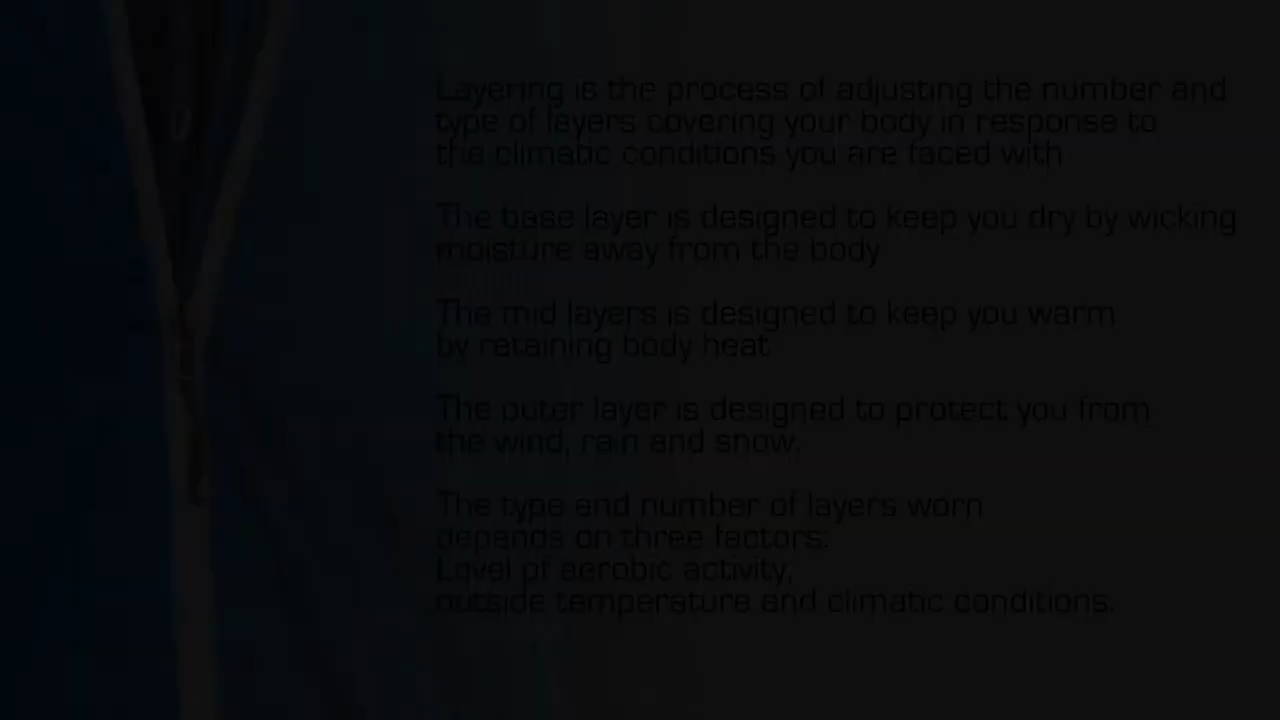 Layering is the process of adjusting the number and
type of layers covering your body in response to
the climatic conditions you are faced with
The base layer is designed to keep you dry by wicking
moisture away from the body
The mid layers is designed to keep you warm
by retaining body heat
The outer layer is designed to protect you from
the wind, rain and snow.
The type and number of layers worn
depends on three factors:
Level of aerobic activity,
outside temperature and climatic conditions.